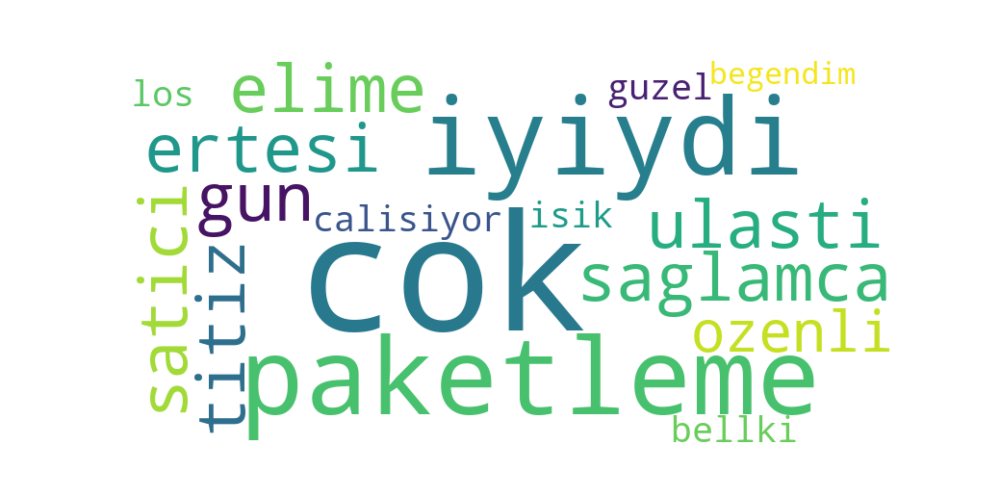 begendim
guzel
los
elime
iyiydi
ertesi
gun
calisiyor
isik
ulasti
satici
titiz
cok
saglamca
ozenli
paketleme
bellki